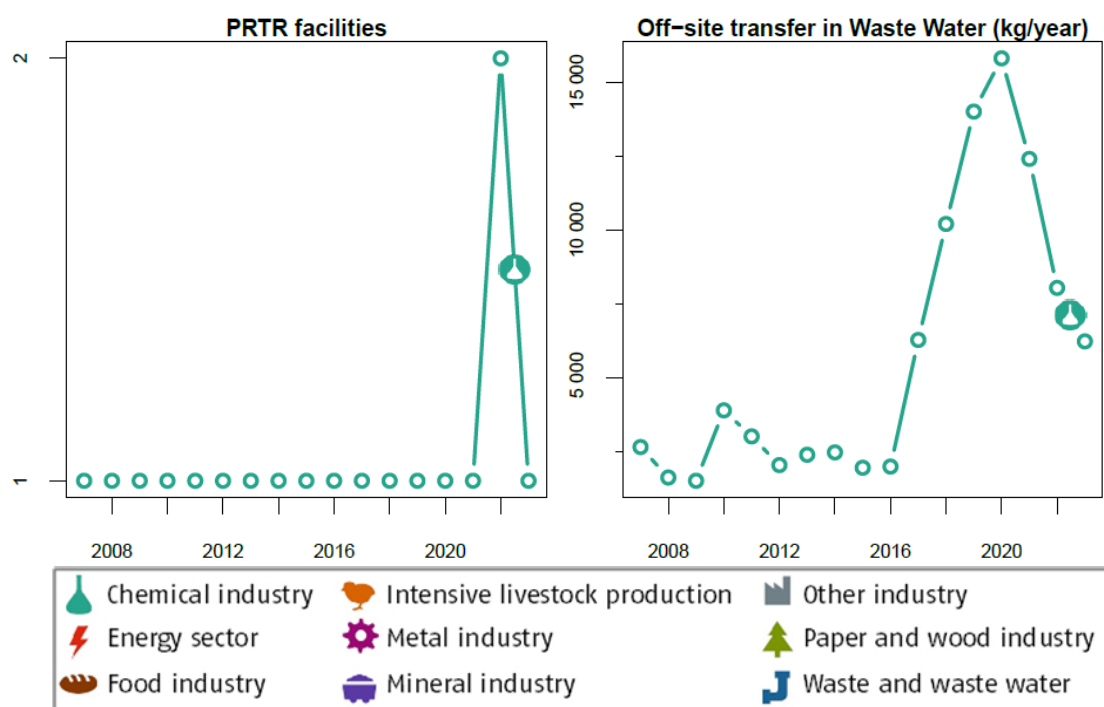 PRTR facilities
2
1
2008 2012 2016 2020
Off-site transfer in Waste Water (kg/year)
15 000
10 000
5 000
2008 2012 2016 2020
Chemical industry Intensive livestock production Other industry
Energy sector Metal industry Paper and wood industry
Food industry Mineral industry Waste and waste water